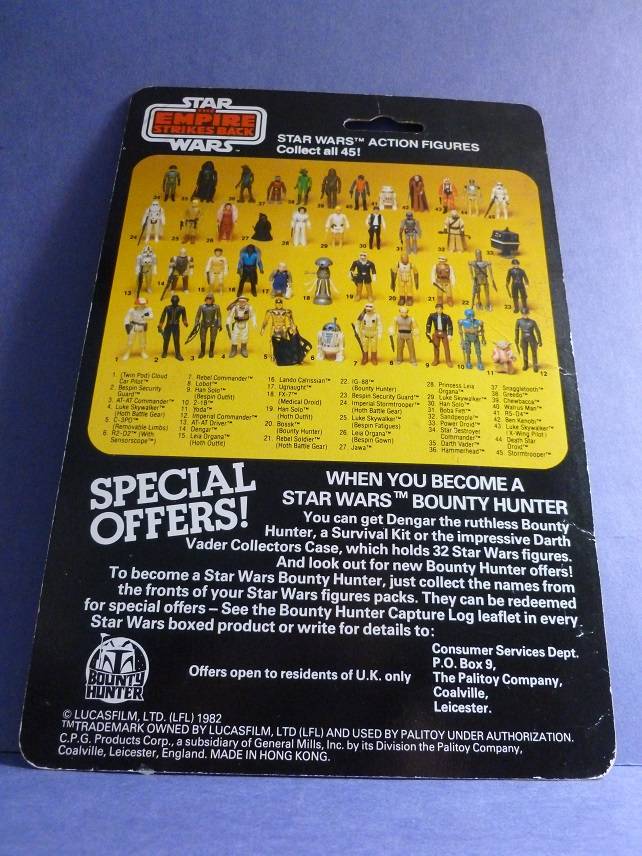 STAR
THE
EMPIRE
STRIKES BACK
WARS™
STAR WARS™ ACTION FIGURES
Collect all 45!
1. (Twin Pod) Cloud
Car Pilot™
2. Bespin Security
Guard™
3. AT-AT Commander™
4. Luke Skywalker™
(Hoth Battle Gear)
5. C-3PO™
(Removable Limbs)
6. R2-D2™ (With
Sensorscope™)
7. Rebel Commander™
8. Lobot™
9. Han Solo™
(Bespin Outfit)
10. 2-1B™
11. Yoda™
12. Imperial Commander™
13. AT-AT Driver™
14. Dengar™
15. Leia Organa™
(Hoth Outfit)
16. Lando Calrissian™
17. Ugnaught™
18. FX-7™
(Medical Droid)
19. Han Solo™
(Hoth Outfit)
20. Bossk™
(Bounty Hunter)
21. Rebel Soldier™
(Hoth Battle Gear)
22. IG-88™
(Bounty Hunter)
23. Bespin Security Guard™
24. Imperial Stormtrooper™
(Hoth Battle Gear)
25. Luke Skywalker™
(Bespin Fatigues)
26. Leia Organa™
(Bespin Gown)
27. Jawa™
28. Princess Leia
Organa™
29. Luke Skywalker™
30. Han Solo™
31. Boba Fett™
32. Sandpeople™
33. Power Droid™
34. Star Destroyer
Commander™
35. Darth Vader™
36. Hammerhead™
37. Snaggletooth™
38. Greedo™
39. Chewbacca™
40. Walrus Man™
41. R5-D4™
42. Ben Kenobi™
43. Luke Skywalker™
(X-Wing Pilot)
44. Death Star
Droid™
45. Stormtrooper™
SPECIAL
OFFERS!
WHEN YOU BECOME A
STAR WARS™ BOUNTY HUNTER
You can get Dengar the ruthless Bounty
Hunter, a Survival Kit or the impressive Darth
Vader Collectors Case, which holds 32 Star Wars figures.
And look out for new Bounty Hunter offers!
To become a Star Wars Bounty Hunter, just collect the names from
the fronts of your Star Wars figures packs. They can be redeemed
for special offers – See the Bounty Hunter Capture Log leaflet in every
Star Wars boxed product or write for details to:
BOUNTY
HUNTER
Offers open to residents of U.K. only
Consumer Services Dept.
P.O. Box 9,
The Palitoy Company,
Coalville,
Leicester.
© LUCASFILM, LTD. (LFL) 1982
™TRADEMARK OWNED BY LUCASFILM, LTD (LFL) AND USED BY PALITOY UNDER AUTHORIZATION.
C.P.G. Products Corp., a subsidiary of General Mills, Inc. by its Division the Palitoy Company,
Coalville, Leicester, England. MADE IN HONG KONG.